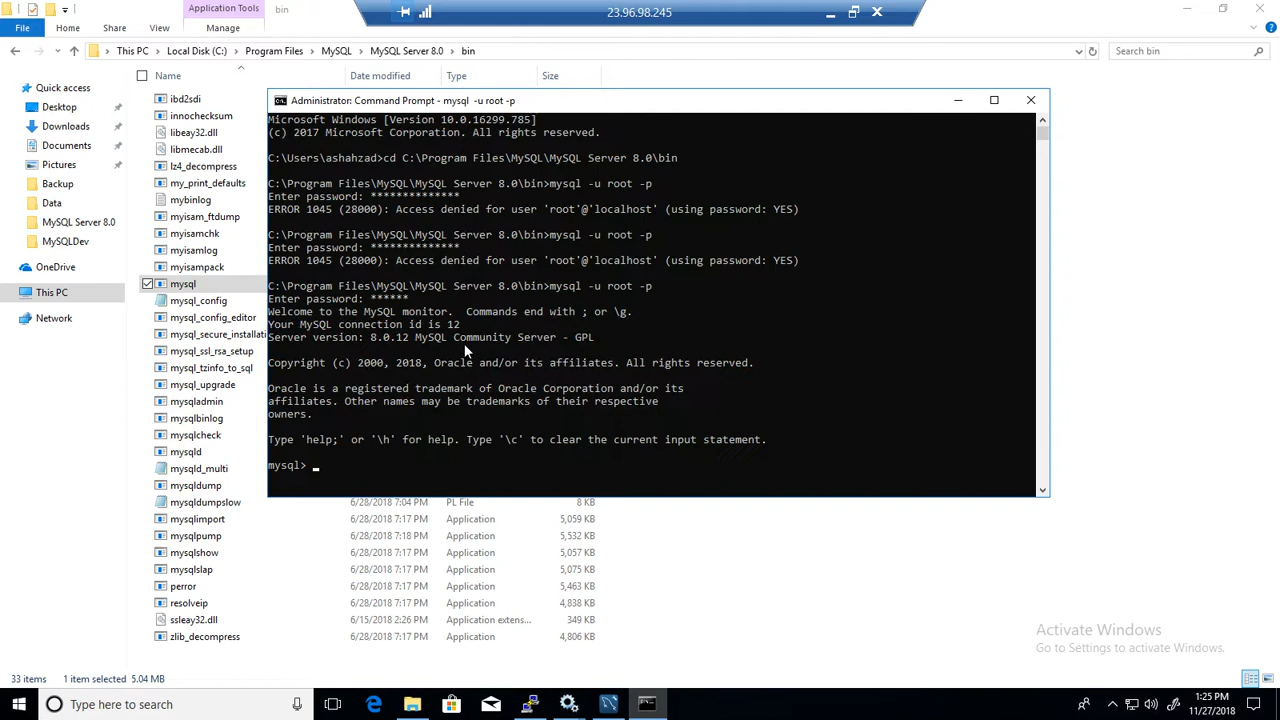 Application Tools
bin
23.96.98.245
File
Home
Share
View
Manage
This PC
Local Disk (C:)
Program Files
MySQL
MySQL Server 8.0
bin
Search bin
Name
Date modified
Type
Size
Quick access
Desktop
Downloads
Documents
Pictures
Backup
Data
MySQL Server 8.0
MySQLDev
OneDrive
This PC
Network
ibd2sdi
innochecksum
libeay32.dll
libmecab.dll
lz4_decompress
my_print_defaults
mybinlog
myisam_ftdump
myisamchk
myisamlog
myisampack
mysql
mysql_config
mysql_config_editor
mysql_secure_installati
mysql_ssl_rsa_setup
mysql_tzinfo_to_sql
mysql_upgrade
mysqladmin
mysqlbinlog
mysqlcheck
mysqld
mysqld_multi
mysqldump
mysqldumpslow 6/28/2018 7:04 PM PL File 8 KB
mysqlimport 6/28/2018 7:17 PM Application 5,059 KB
mysqlpump 6/28/2018 7:18 PM Application 5,532 KB
mysqlshow 6/28/2018 7:17 PM Application 5,057 KB
mysqlslap 6/28/2018 7:17 PM Application 5,075 KB
perror 6/28/2018 7:17 PM Application 5,463 KB
resolveip 6/28/2018 7:17 PM Application 4,838 KB
ssleay32.dll 6/15/2018 2:26 PM Application extens... 349 KB
zlib_decompress 6/28/2018 7:17 PM Application 4,806 KB
Administrator: Command Prompt - mysql -u root -p
Microsoft Windows [Version 10.0.16299.785]
(c) 2017 Microsoft Corporation. All rights reserved.
C:\Users\ashahzad>cd C:\Program Files\MySQL\MySQL Server 8.0\bin
C:\Program Files\MySQL\MySQL Server 8.0\bin>mysql -u root -p
Enter password: **************
ERROR 1045 (28000): Access denied for user 'root'@'localhost' (using password: YES)
C:\Program Files\MySQL\MySQL Server 8.0\bin>mysql -u root -p
Enter password: **************
ERROR 1045 (28000): Access denied for user 'root'@'localhost' (using password: YES)
C:\Program Files\MySQL\MySQL Server 8.0\bin>mysql -u root -p
Enter password: ******
Welcome to the MySQL monitor.  Commands end with ; or \g.
Your MySQL connection id is 12
Server version: 8.0.12 MySQL Community Server - GPL
Copyright (c) 2000, 2018, Oracle and/or its affiliates. All rights reserved.
Oracle is a registered trademark of Oracle Corporation and/or its
affiliates. Other names may be trademarks of their respective
owners.
Type 'help;' or '\h' for help. Type '\c' to clear the current input statement.
mysql> _
Activate Windows
Go to Settings to activate Windows.
33 items
1 item selected 5.04 MB
Type here to search
1:25 PM
11/27/2018